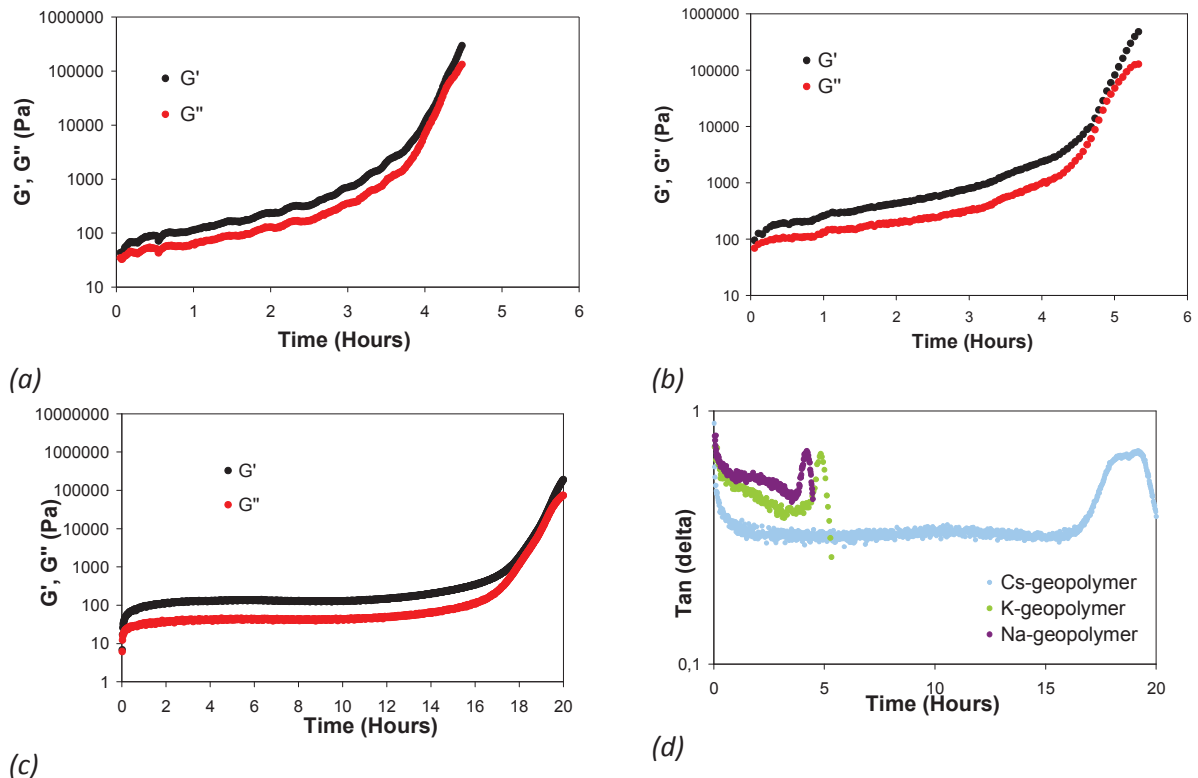 1000000
100000
10000
1000
100
10
G', G" (Pa)
G'
G"
0 1 2 3 4 5 6
Time (Hours)
(a)
1000000
100000
10000
1000
100
10
G', G" (Pa)
G'
G"
0 1 2 3 4 5 6
Time (Hours)
(b)
10000000
1000000
100000
10000
1000
100
10
1
G', G" (Pa)
G'
G"
0 2 4 6 8 10 12 14 16 18 20
Time (Hours)
(c)
1
0,1
Tan (delta)
Cs-geopolymer
K-geopolymer
Na-geopolymer
0 5 10 15 20
Time (Hours)
(d)